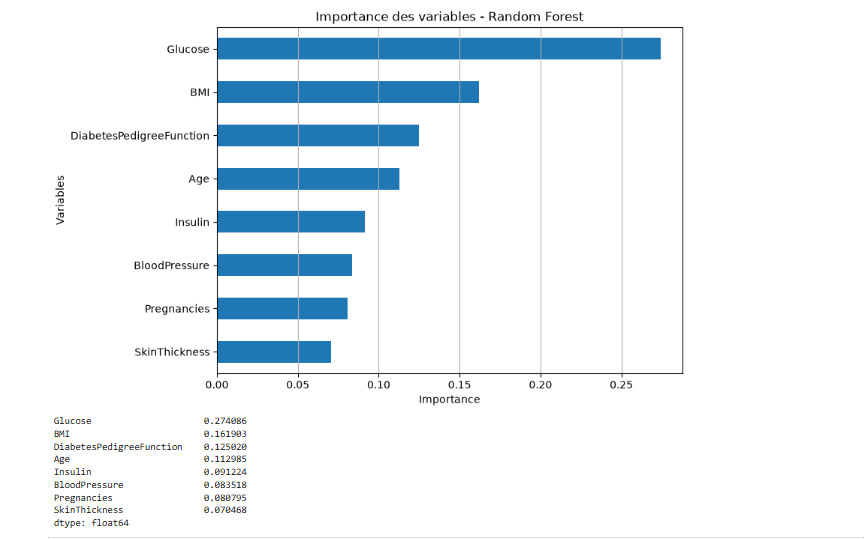 Importance des variables - Random Forest
Glucose
BMI
DiabetesPedigreeFunction
Age
Insulin
BloodPressure
Pregnancies
SkinThickness
Variables
0.00 0.05 0.10 0.15 0.20 0.25
Importance
Glucose 0.274086
BMI 0.161903
DiabetesPedigreeFunction 0.125020
Age 0.112985
Insulin 0.091224
BloodPressure 0.083518
Pregnancies 0.080795
SkinThickness 0.070468
dtype: float64